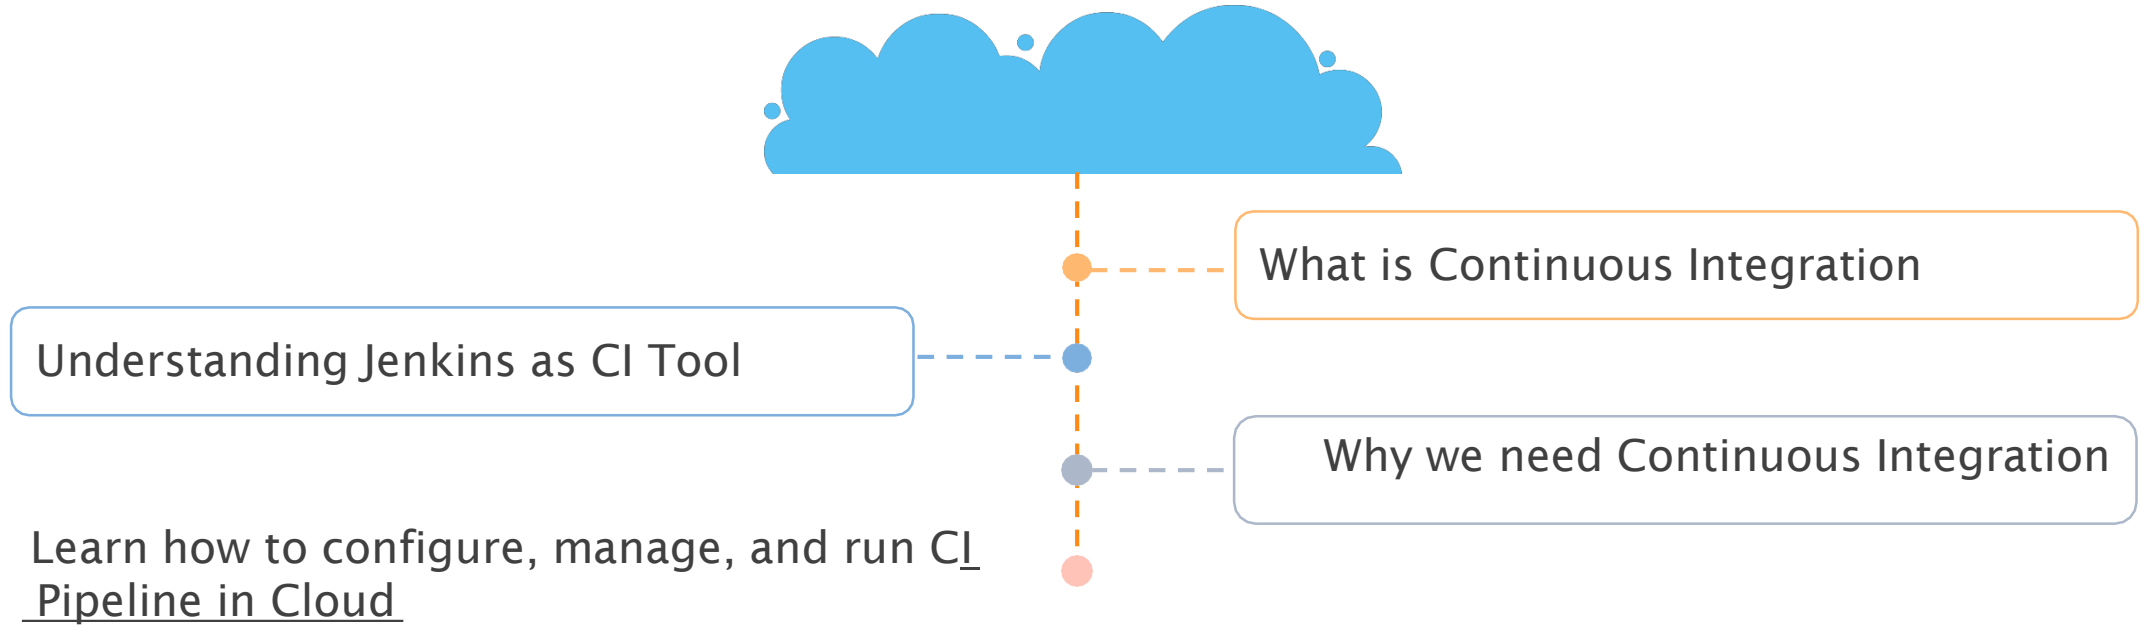 What is Continuous Integration
Understanding Jenkins as CI Tool
Why we need Continuous Integration
Learn how to configure, manage, and run CI
Pipeline in Cloud